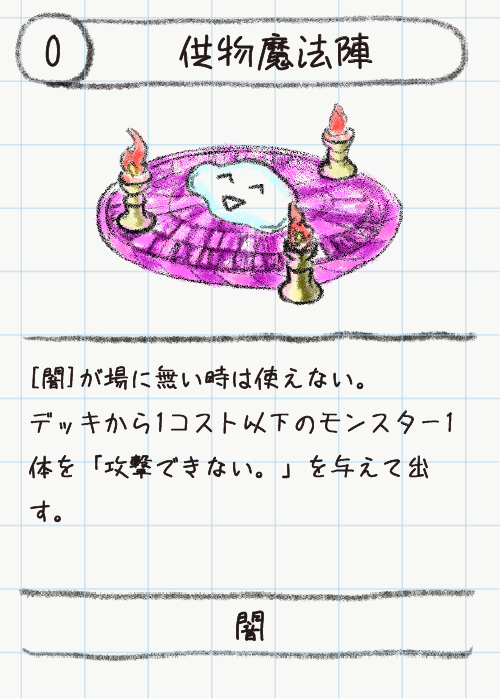 0
供物魔法陣
[闇]が場に無い時は使えない。
デッキから1コスト以下のモンスター1
体を「攻撃できない。」を与えて出
す。
闇